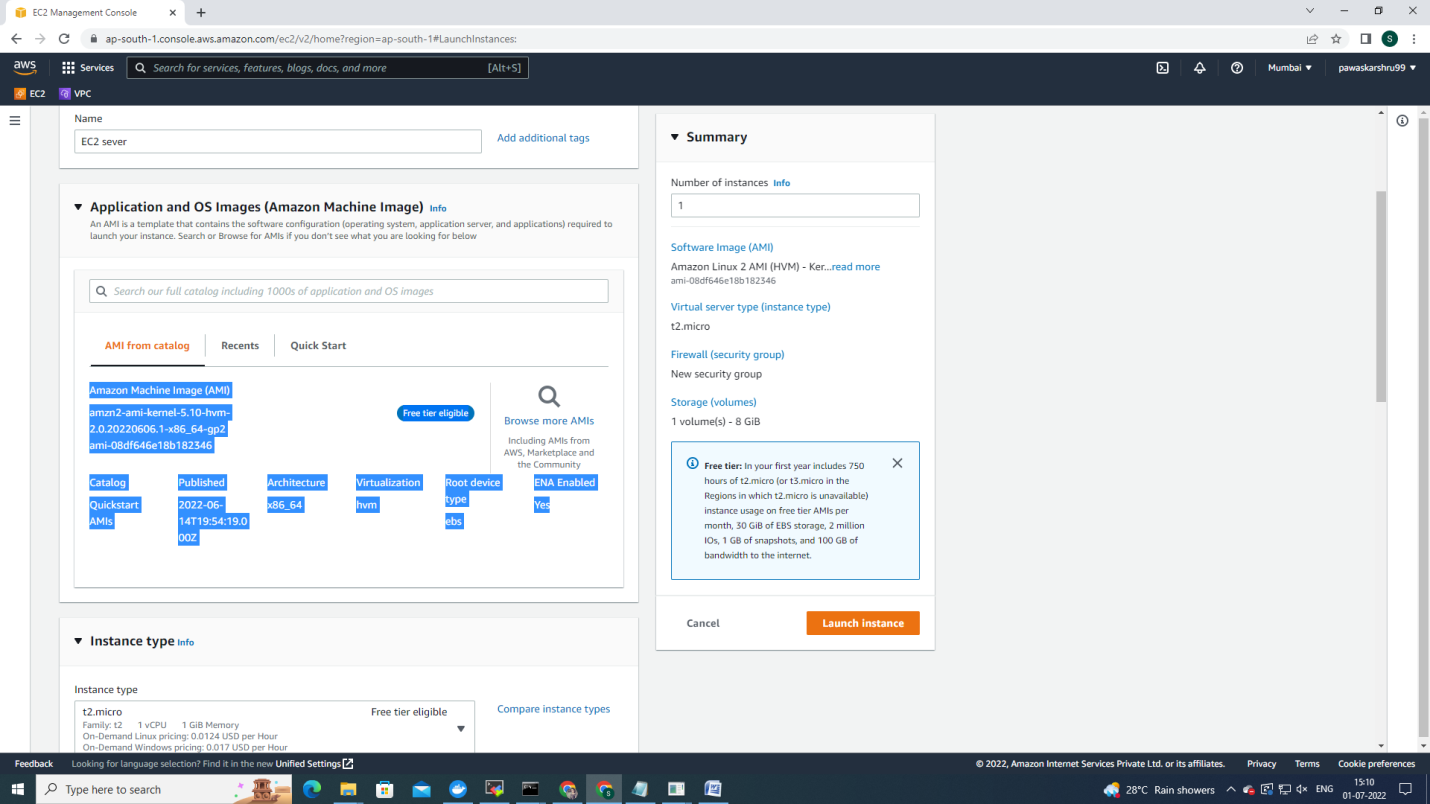 EC2 Management Console
ap-south-1.console.aws.amazon.com/ec2/v2/home?region=ap-south-1#LaunchInstances:
S
aws
Services
Search for services, features, blogs, docs, and more
[Alt+S]
Mumbai
pawaskarshru99
EC2
VPC
Name
EC2 sever
Add additional tags
Application and OS Images (Amazon Machine Image) Info
An AMI is a template that contains the software configuration (operating system, application server, and applications) required to
launch your instance. Search or Browse for AMIs if you don't see what you are looking for below
Search our full catalog including 1000s of application and OS images
AMI from catalog
Recents
Quick Start
Amazon Machine Image (AMI)
amzn2-ami-kernel-5.10-hvm-
2.0.20220606.1-x86_64-gp2
ami-08df646e18b182346
Free tier eligible
Browse more AMIs
Including AMIs from
AWS, Marketplace and
the Community
Catalog
Quickstart
AMIs
Published
2022-06-
14T19:54:19.0
00Z
Architecture
x86_64
Virtualization
hvm
Root device
type
ebs
ENA Enabled
Yes
Instance type Info
Instance type
t2.micro
Free tier eligible
Family: t2 1 vCPU 1 GiB Memory
On-Demand Linux pricing: 0.0124 USD per Hour
On-Demand Windows pricing: 0.017 USD per Hour
Compare instance types
Summary
Number of instances Info
1
Software Image (AMI)
Amazon Linux 2 AMI (HVM) - Ker...read more
ami-08df646e18b182346
Virtual server type (instance type)
t2.micro
Firewall (security group)
New security group
Storage (volumes)
1 volume(s) - 8 GiB
Free tier: In your first year includes 750
hours of t2.micro (or t3.micro in the
Regions in which t2.micro is unavailable)
instance usage on free tier AMIs per
month, 30 GiB of EBS storage, 2 million
IOs, 1 GB of snapshots, and 100 GB of
bandwidth to the internet.
Cancel
Launch instance
Feedback
Looking for language selection? Find it in the new Unified Settings
© 2022, Amazon Internet Services Private Ltd. or its affiliates.
Privacy
Terms
Cookie preferences
Type here to search
28°C Rain showers
ENG
15:10
01-07-2022